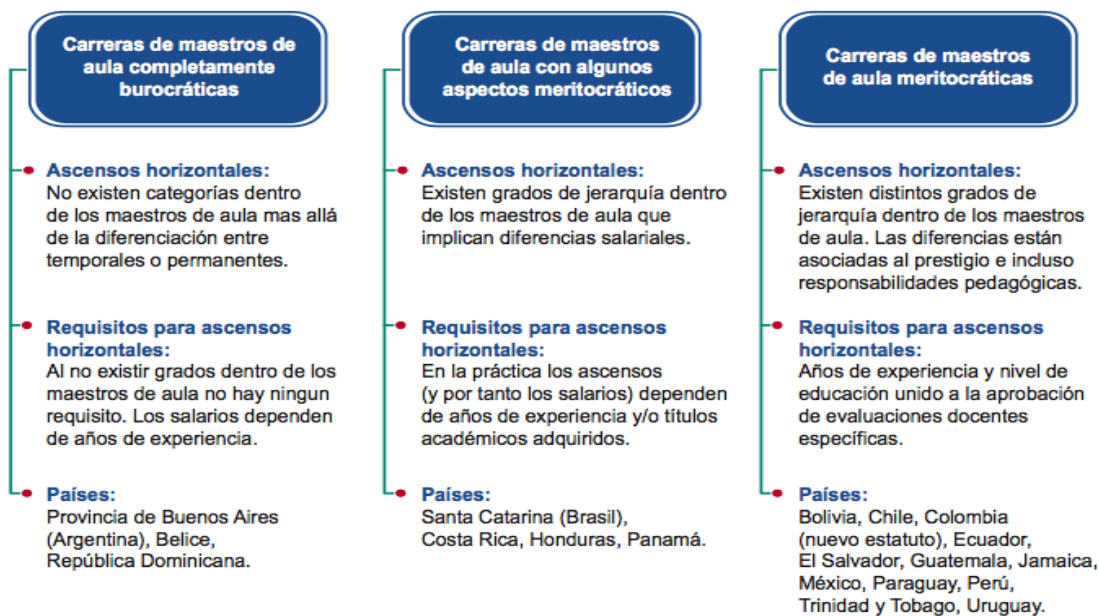 Carreras de maestros de
aula completamente
burocráticas
Ascensos horizontales:
No existen categorías dentro
de los maestros de aula mas allá
de la diferenciación entre
temporales o permanentes.
Requisitos para ascensos
horizontales:
Al no existir grados dentro de los
maestros de aula no hay ningun
requisito. Los salarios dependen
de años de experiencia.
Países:
Provincia de Buenos Aires
(Argentina), Belice,
República Dominicana.
Carreras de maestros
de aula con algunos
aspectos meritocráticos
Ascensos horizontales:
Existen grados de jerarquía dentro
de los maestros de aula que
implican diferencias salariales.
Requisitos para ascensos
horizontales:
En la práctica los ascensos
(y por tanto los salarios) dependen
de años de experiencia y/o títulos
académicos adquiridos.
Países:
Santa Catarina (Brasil),
Costa Rica, Honduras, Panamá.
Carreras de maestros
de aula meritocráticas
Ascensos horizontales:
Existen distintos grados de
jerarquía dentro de los maestros
de aula. Las diferencias están
asociadas al prestigio e incluso
responsabilidades pedagógicas.
Requisitos para ascensos
horizontales:
Años de experiencia y nivel de
educación unido a la aprobación
de evaluaciones docentes
específicas.
Países:
Bolivia, Chile, Colombia
(nuevo estatuto), Ecuador,
El Salvador, Guatemala, Jamaica,
México, Paraguay, Perú,
Trinidad y Tobago, Uruguay.